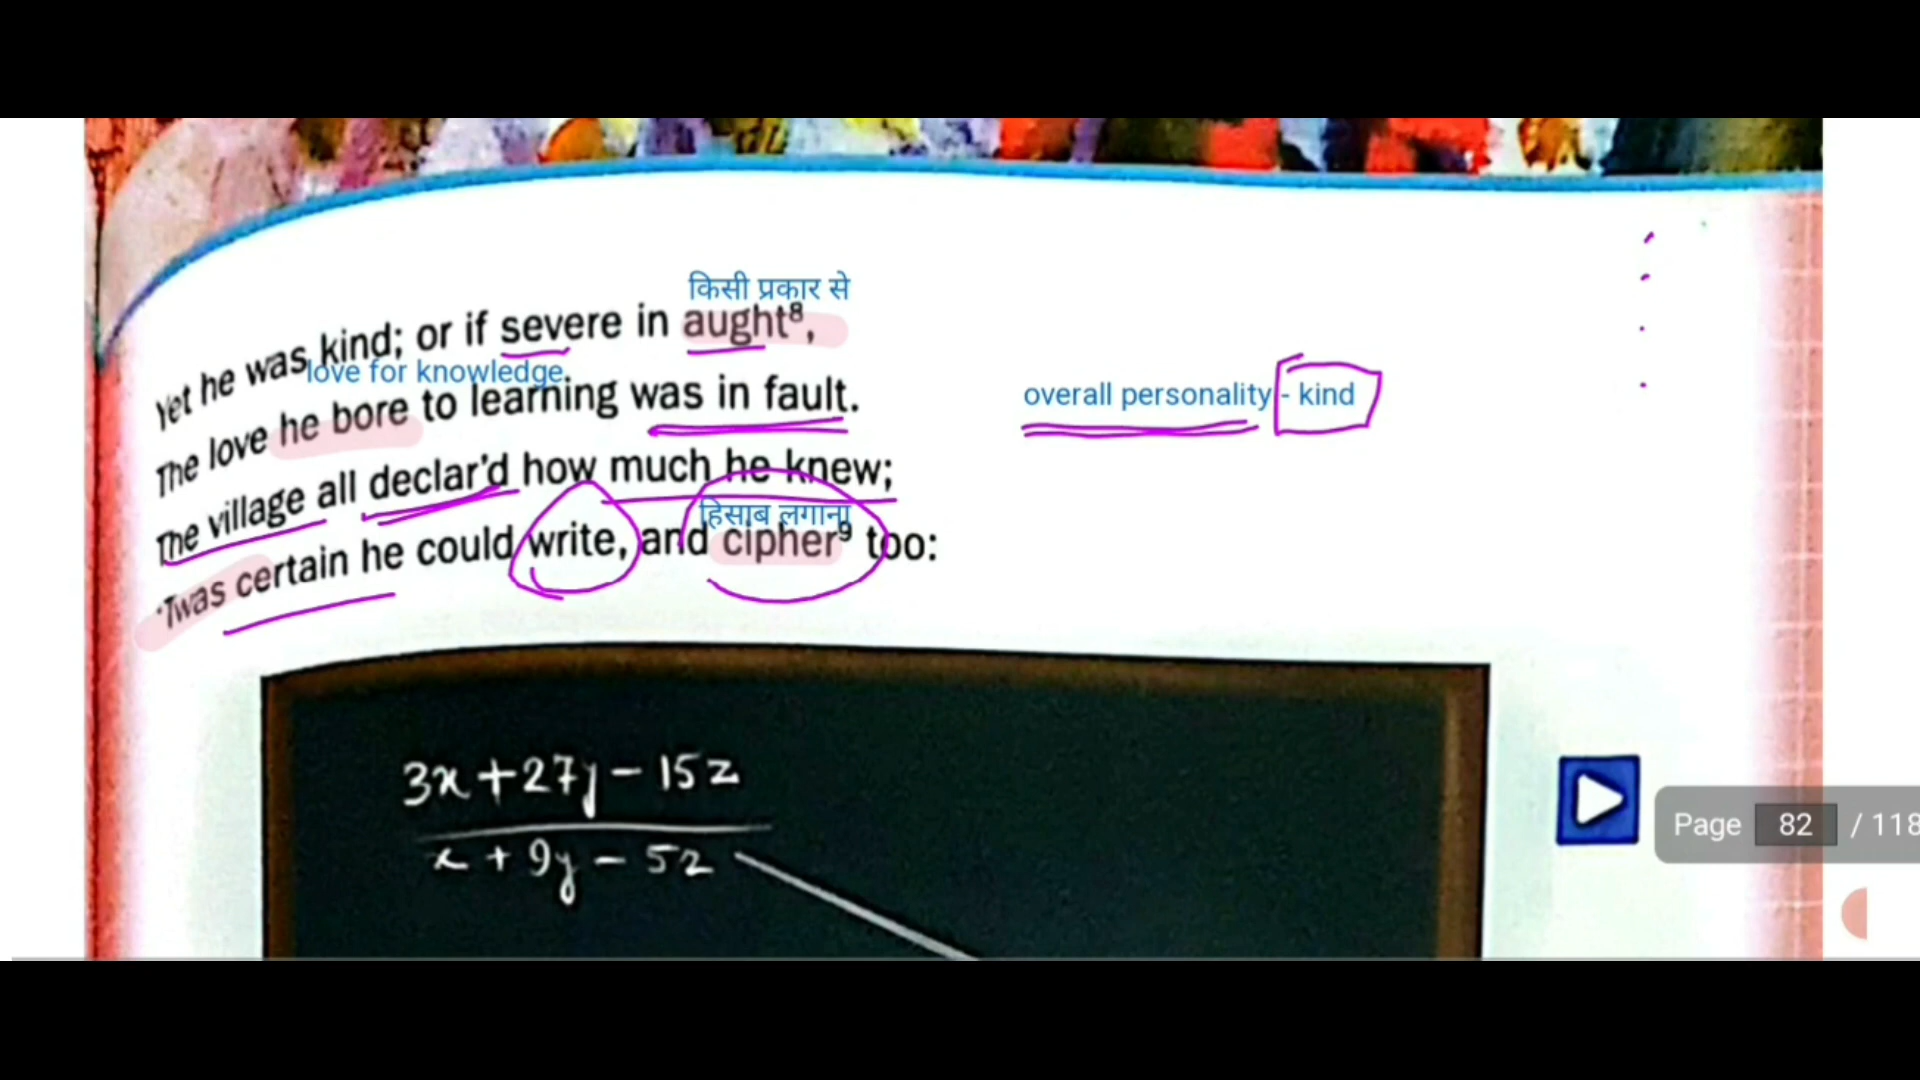 किसी प्रकार से
Yet he was kind; or if severe in aught⁸,
love for knowledge
The love he bore to learning was in fault.
overall personality - kind
The village all declar'd how much he knew;
हिसाब लगाना
'Twas certain he could write, and cipher⁹ too:
3x+27y-15z
x+9y-5z
Page 82 / 118